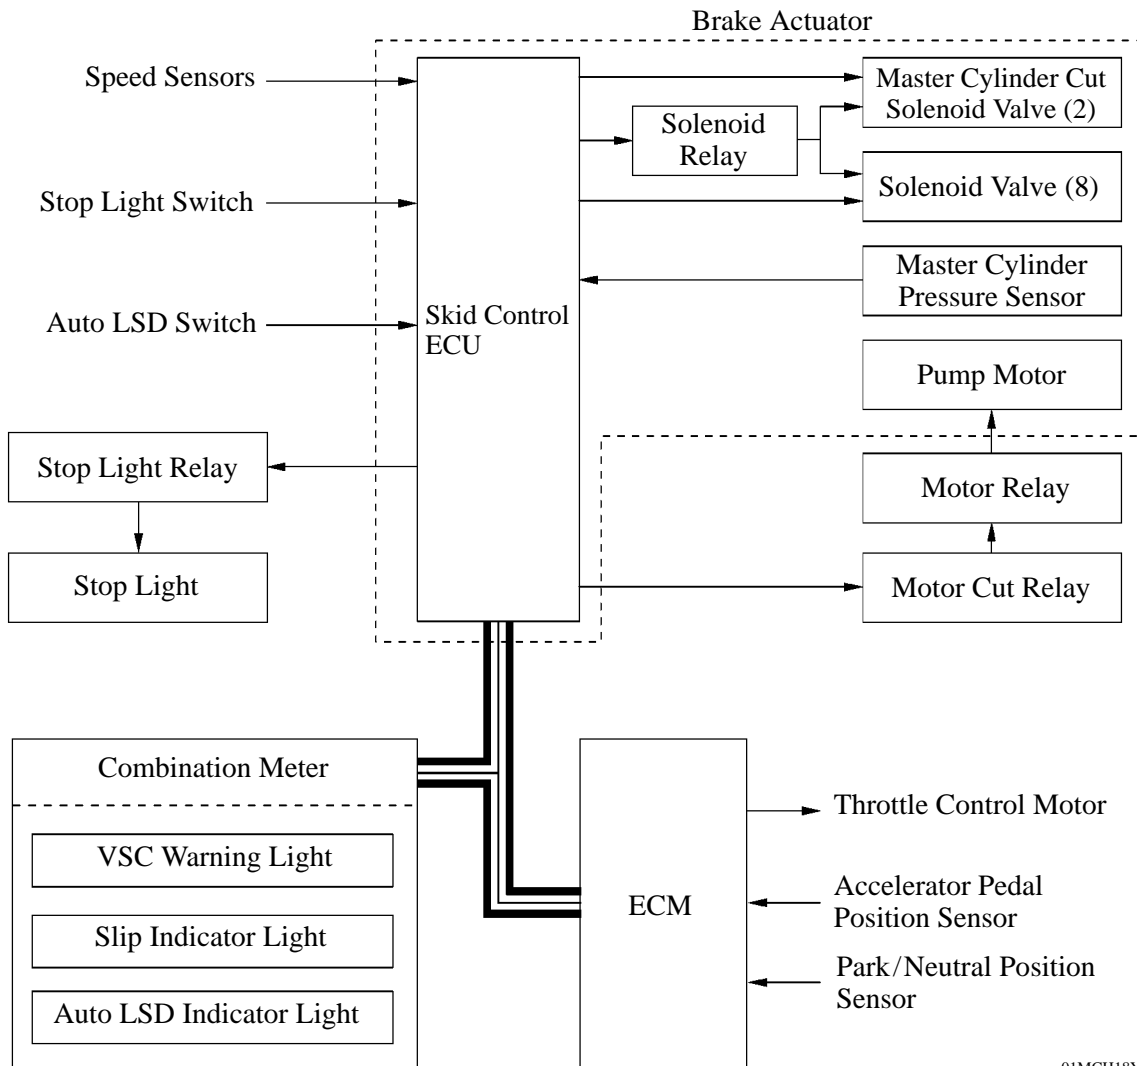 Brake Actuator
Speed Sensors
Master Cylinder Cut
Solenoid Valve (2)
Solenoid
Relay
Stop Light Switch
Solenoid Valve (8)
Master Cylinder
Pressure Sensor
Auto LSD Switch
Skid Control
ECU
Pump Motor
Stop Light Relay
Motor Relay
Stop Light
Motor Cut Relay
Combination Meter
VSC Warning Light
Slip Indicator Light
Auto LSD Indicator Light
ECM
Throttle Control Motor
Accelerator Pedal
Position Sensor
Park/Neutral Position
Sensor